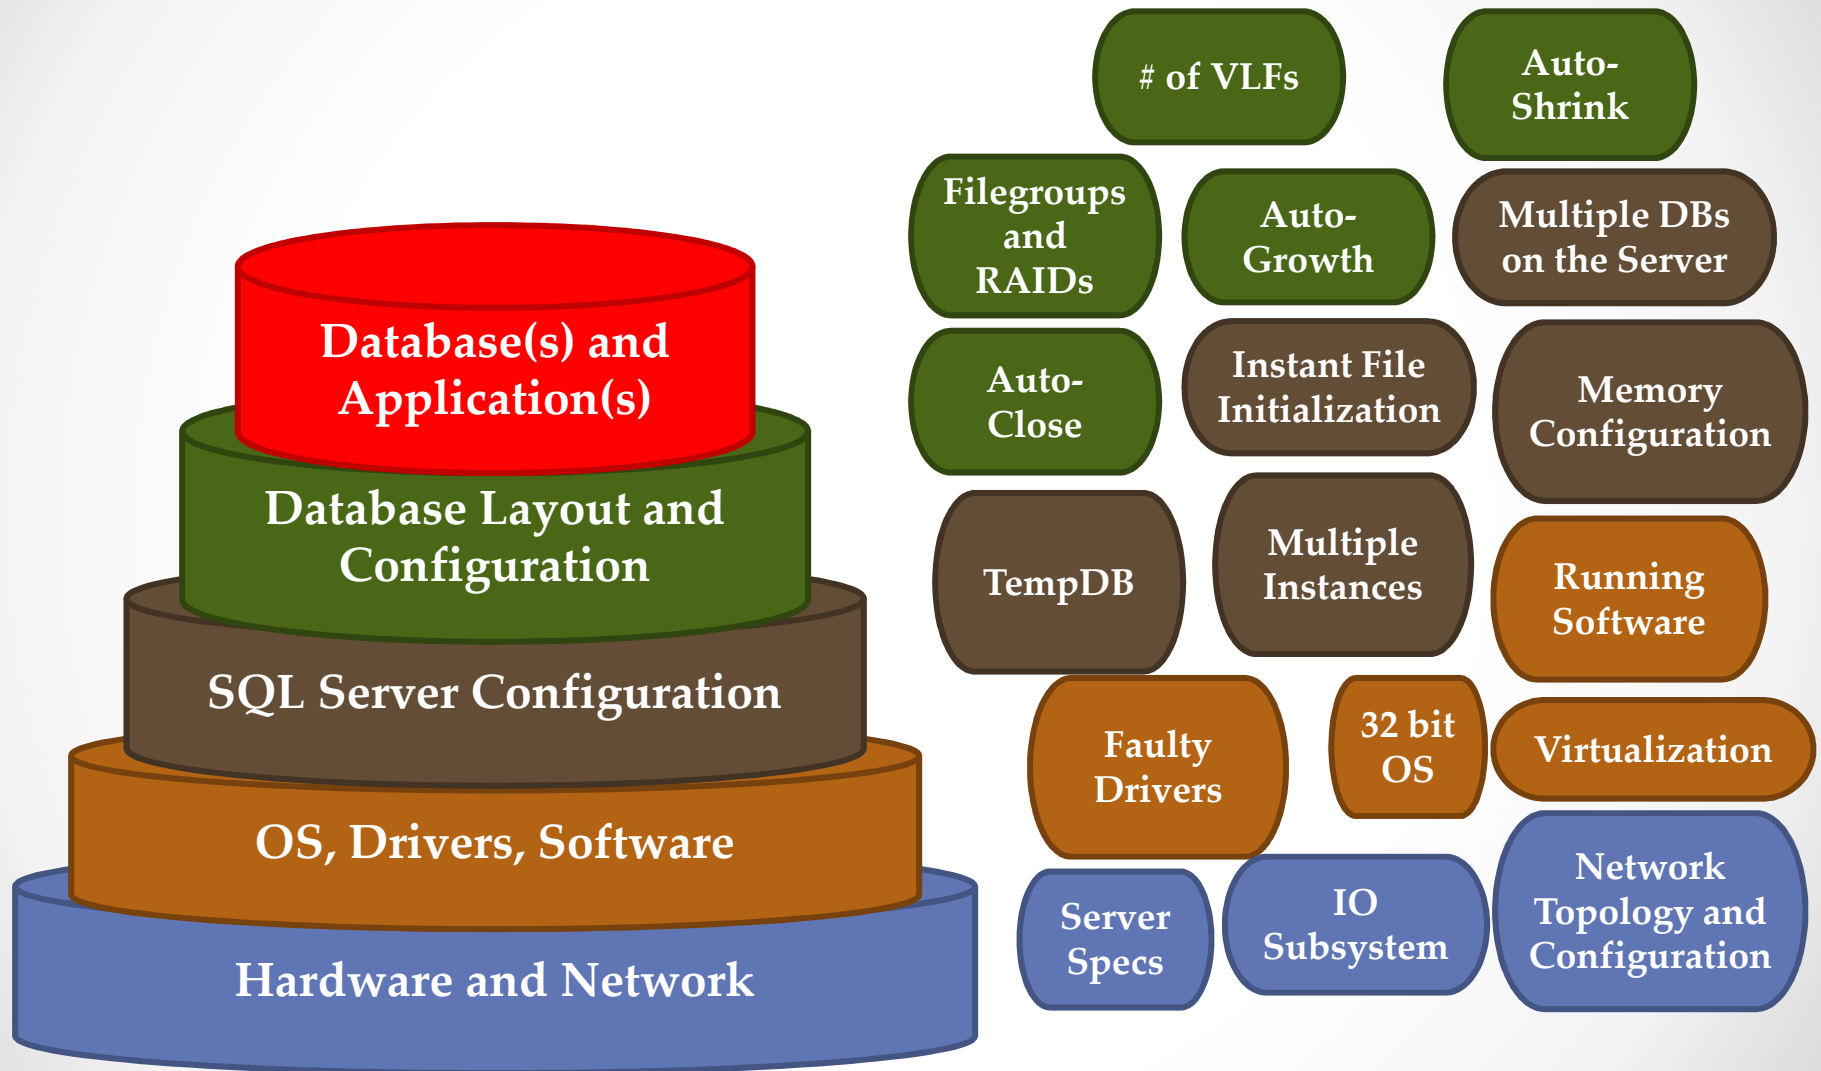 Database(s) and
Application(s)
Database Layout and
Configuration
SQL Server Configuration
OS, Drivers, Software
Hardware and Network
# of VLFs
Auto-
Shrink
Filegroups
and
RAIDs
Auto-
Growth
Multiple DBs
on the Server
Auto-
Close
Instant File
Initialization
Memory
Configuration
TempDB
Multiple
Instances
Running
Software
Faulty
Drivers
32 bit
OS
Virtualization
Server
Specs
IO
Subsystem
Network
Topology and
Configuration